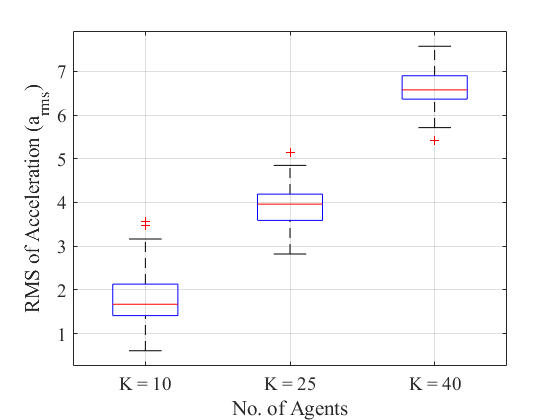 RMS of Acceleration (a_rms)
7
6
5
4
3
2
1
K = 10 K = 25 K = 40
No. of Agents